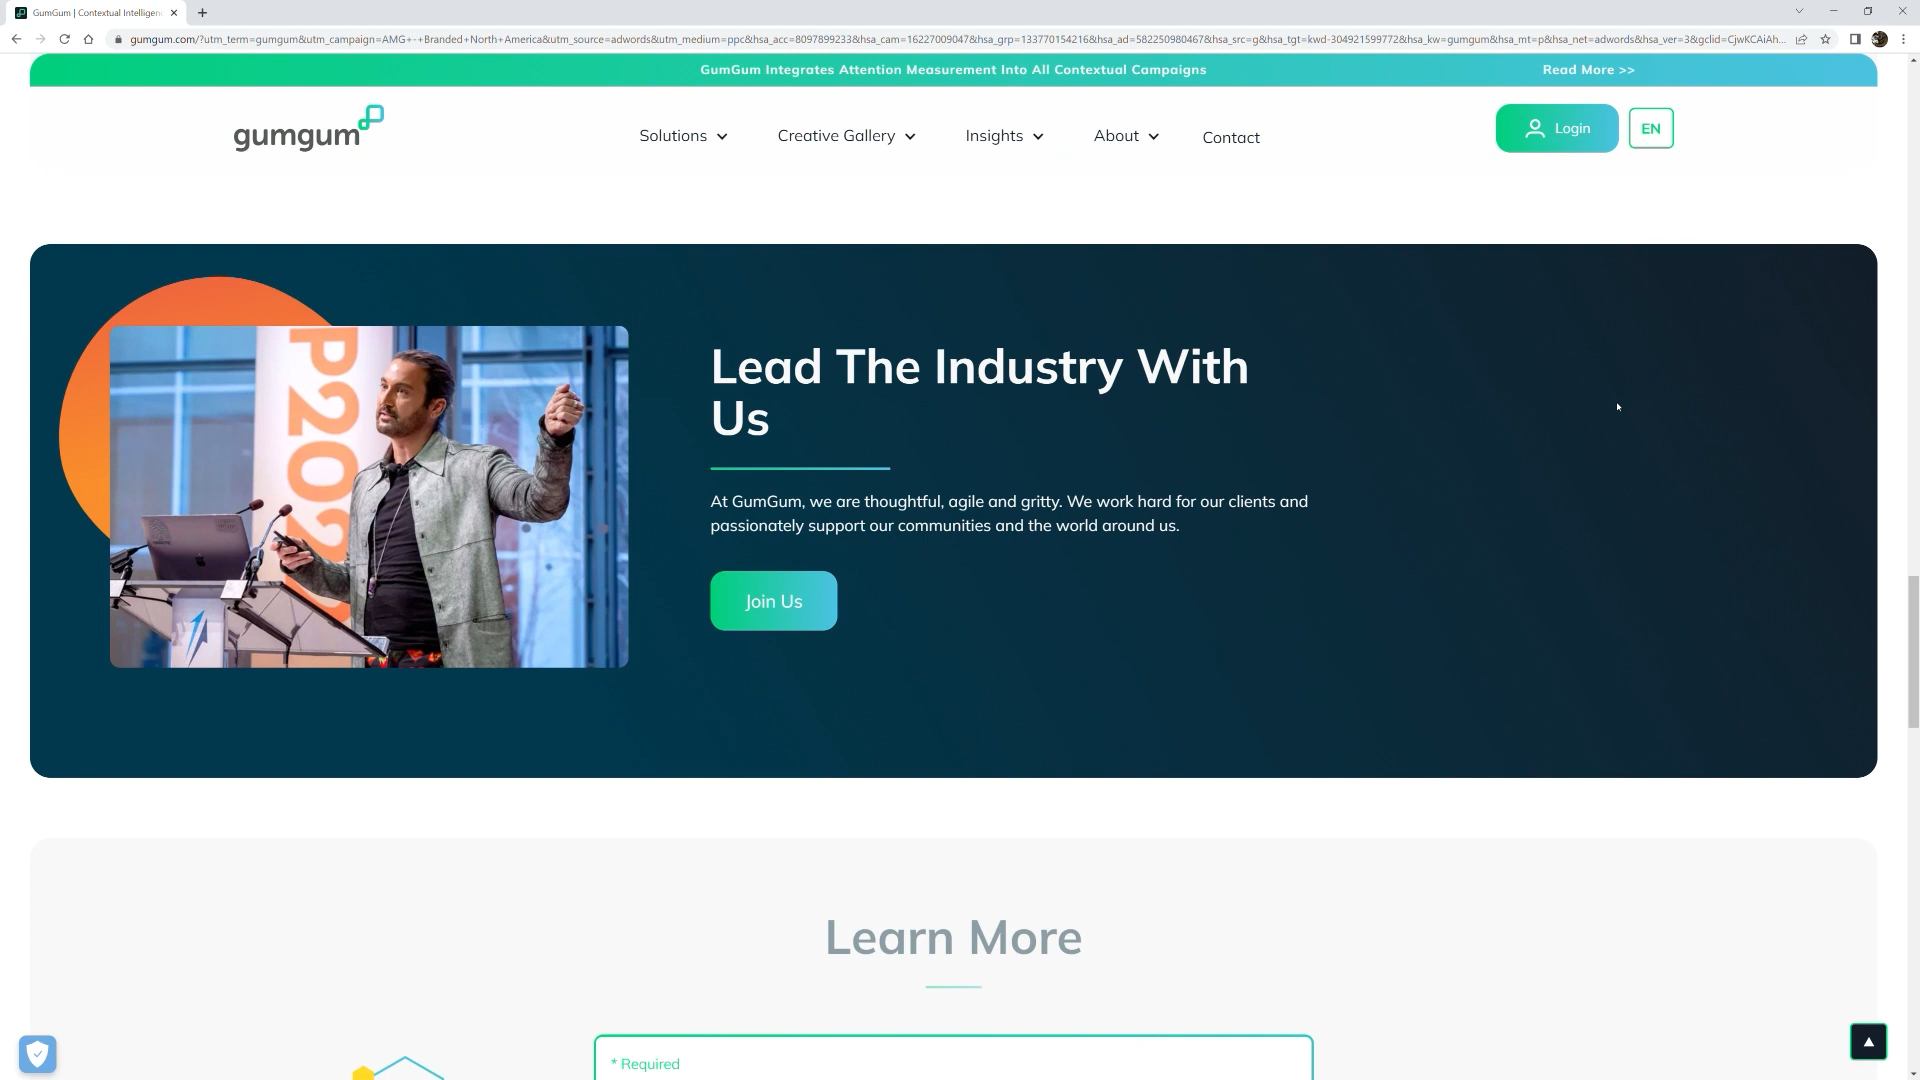 GumGum | Contextual Intelligen
gumgum.com/?utm_term=gumgum&utm_campaign=AMG+-+Branded+North+America&utm_source=adwords&utm_medium=ppc&hsa_acc=8097899233&hsa_cam=16227009047&hsa_grp=133770154216&hsa_ad=582250980467&hsa_src=g&hsa_tgt=kwd-304921599772&hsa_kw=gumgum&hsa_mt=p&hsa_net=adwords&hsa_ver=3&gclid=CjwKCAiAh...
GumGum Integrates Attention Measurement Into All Contextual Campaigns Read More >>
gumgum Solutions Creative Gallery Insights About Contact Login EN
P202
Lead The Industry With
Us
At GumGum, we are thoughtful, agile and gritty. We work hard for our clients and
passionately support our communities and the world around us.
Join Us
Learn More
* Required